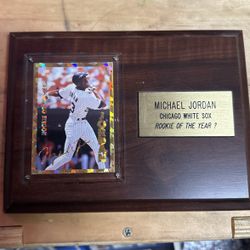 MICHAEL JORDAN
CHICAGO WHITE SOX
ROOKIE OF THE YEAR ?